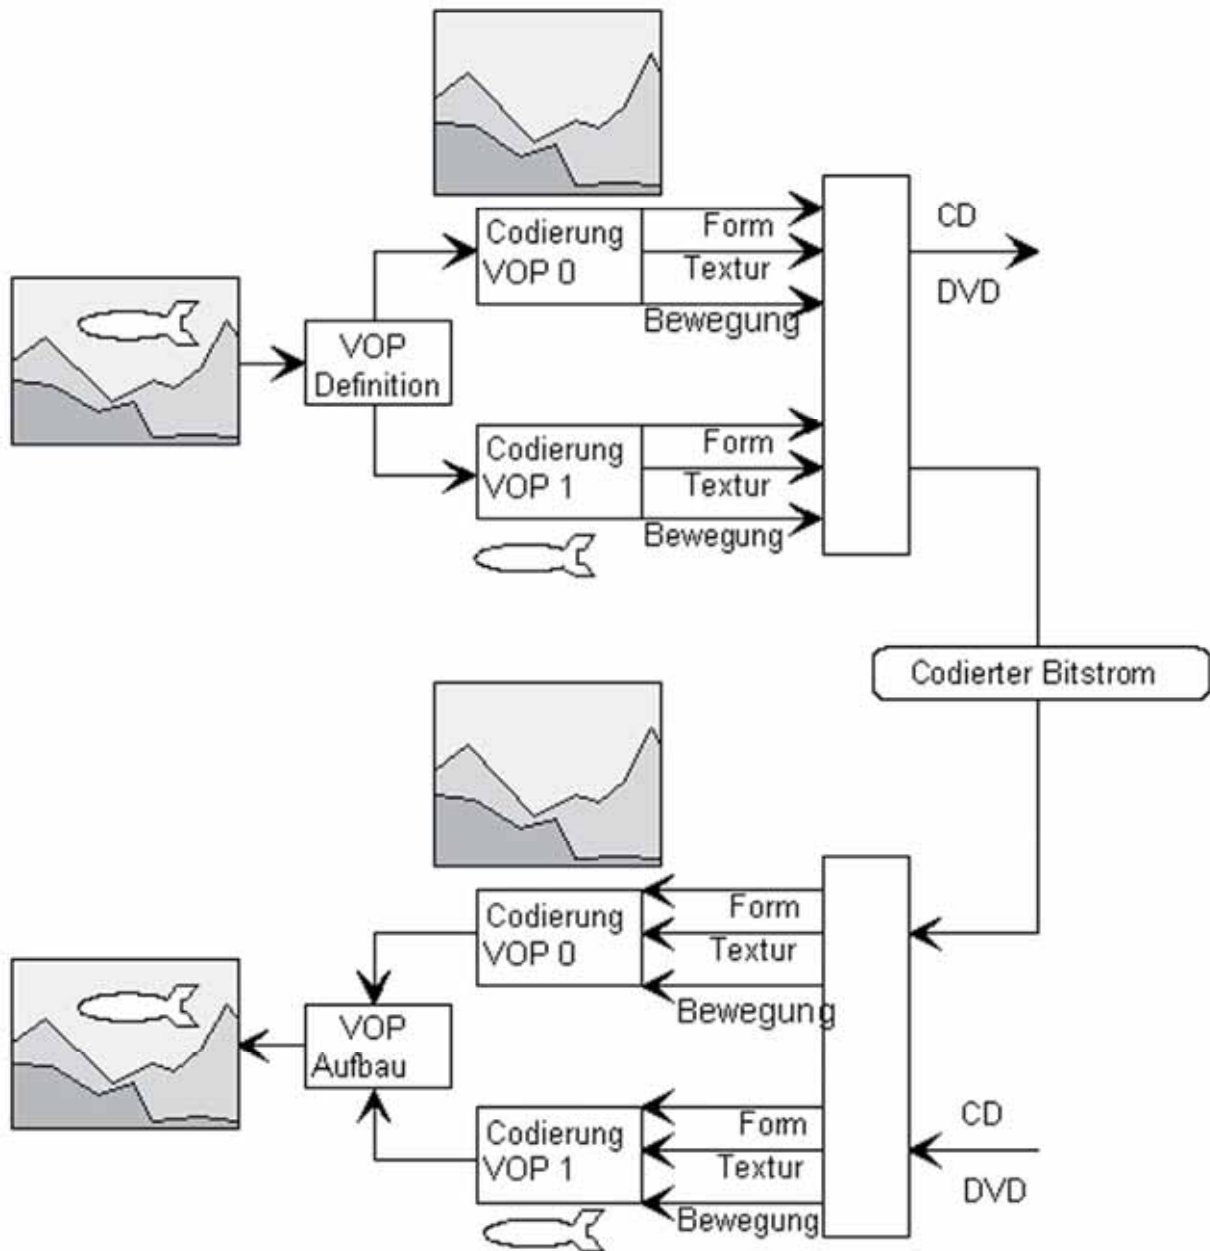 Codierung
VOP 0
Form
Textur
Bewegung
CD
DVD
VOP
Definition
Codierung
VOP 1
Form
Textur
Bewegung
Codierter Bitstrom
Codierung
VOP 0
Form
Textur
Bewegung
VOP
Aufbau
Codierung
VOP 1
Form
Textur
Bewegung
CD
DVD